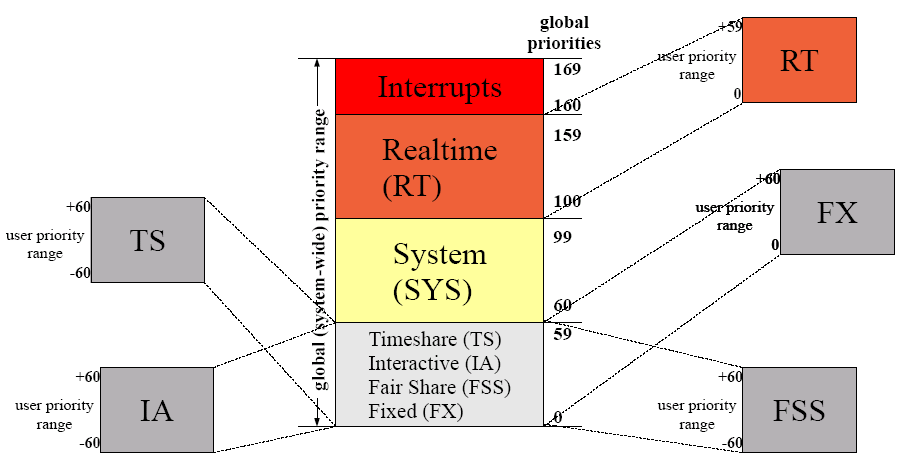 global
priorities
169
Interrupts
160
159
Realtime
(RT)
100
99
System
(SYS)
60
59
Timeshare (TS)
Interactive (IA)
Fair Share (FSS)
Fixed (FX)
0
global (system-wide) priority range
+59
user priority
range
0
RT
+60
user priority
range
0
FX
+60
user priority
range
-60
TS
+60
user priority
range
-60
IA
+60
user priority
range
-60
FSS